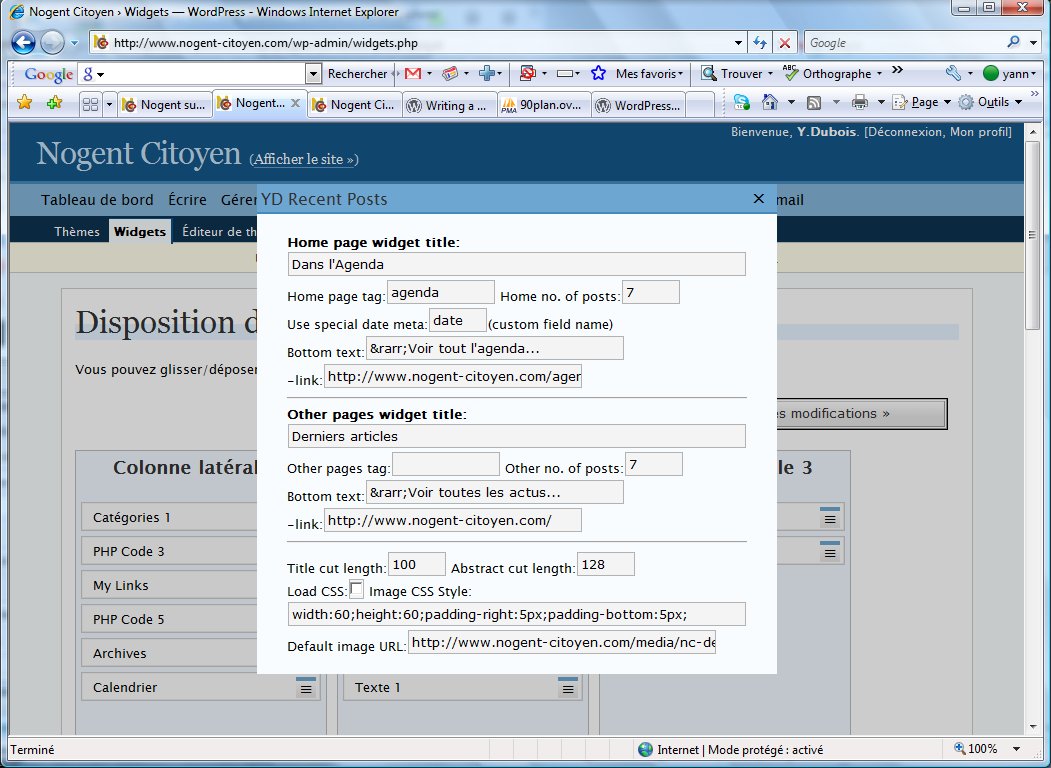 Nogent Citoyen › Widgets — WordPress - Windows Internet Explorer
http://www.nogent-citoyen.com/wp-admin/widgets.php
Google
Google Rechercher Mes favoris Trouver ABC Orthographe yann
Nogent su... Nogent... Nogent Ci... Writing a ... PMA 90plan.ov... WordPress... Page Outils
Bienvenue, Y.Dubois. [Déconnexion, Mon profil]
Nogent Citoyen (Afficher le site »)
Tableau de bord Écrire Gérer mail
Thèmes Widgets Éditeur de th
YD Recent Posts
Home page widget title:
Dans l'Agenda
Home page tag: agenda Home no. of posts: 7
Use special date meta: date (custom field name)
Bottom text: &rarr;Voir tout l'agenda...
-link: http://www.nogent-citoyen.com/agen
Other pages widget title:
Derniers articles
Other pages tag: Other no. of posts: 7
Bottom text: &rarr;Voir toutes les actus...
-link: http://www.nogent-citoyen.com/
Title cut length: 100 Abstract cut length: 128
Load CSS: Image CSS Style:
width:60;height:60;padding-right:5px;padding-bottom:5px;
Default image URL: http://www.nogent-citoyen.com/media/nc-de
Disposition d
Vous pouvez glisser/déposer
es modifications »
Colonne latéral
le 3
Catégories 1
PHP Code 3
My Links
PHP Code 5
Archives
Calendrier
Texte 1
Terminé Internet | Mode protégé : activé 100%